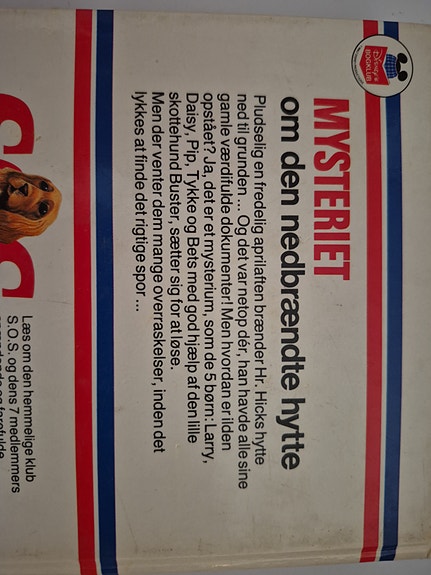 Disney's
BOGKLUB
MYSTERIET
om den nedbrændte hytte
Pludselig en fredelig aprilaften brænder Hr. Hicks hytte
ned til grunden ... Og det var netop dér, han havde alle sine
gamle værdifulde dokumenter! Men hvordan er ilden
opstået? Ja, det er et mysterium, som de 5 børn: Larry,
Daisy, Pip, Tykke og Bets med god hjælp af den lille
skottehund Buster, sætter sig for at løse.
Men der venter dem mange overraskelser, inden det
lykkes at finde det rigtige spor ...
Læs om den hemmelige klub
S.O.S. og dens 7 medlemmers